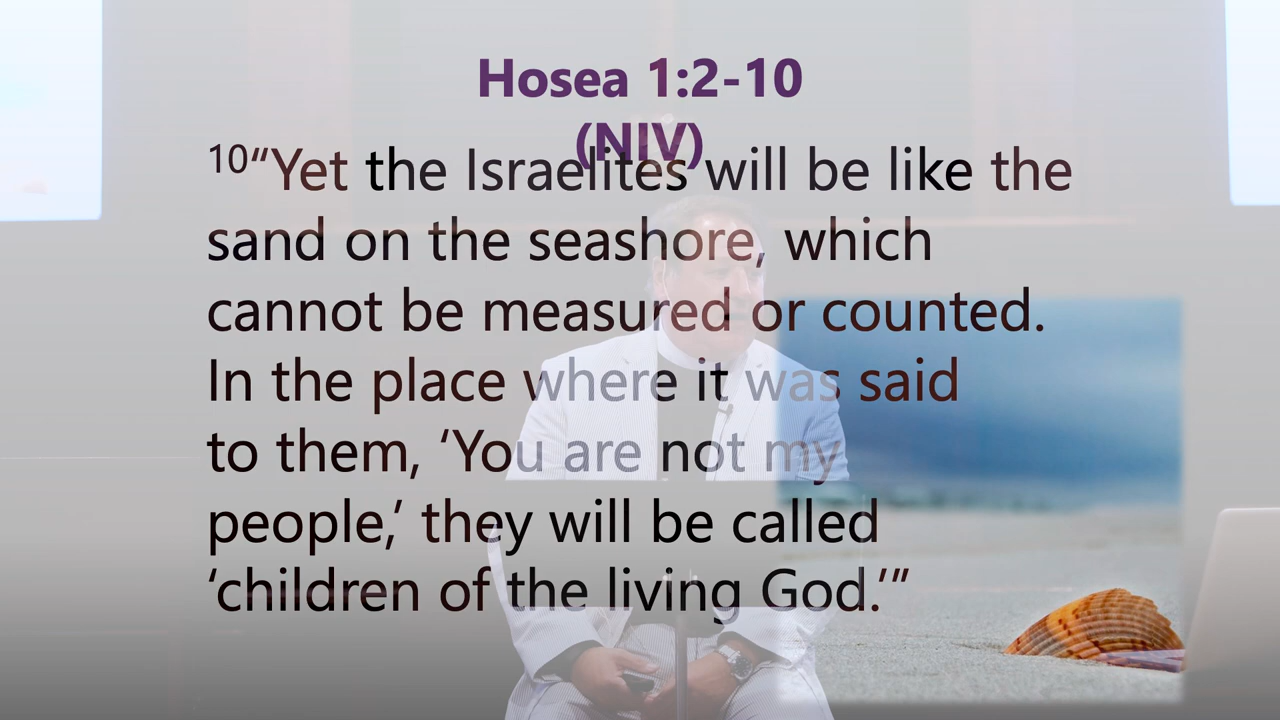 Hosea 1:2-10
(NIV)
10“Yet the Israelites will be like the
sand on the seashore, which
cannot be measured or counted.
In the place where it was said
to them, ‘You are not my
people,’ they will be called
‘children of the living God.’”